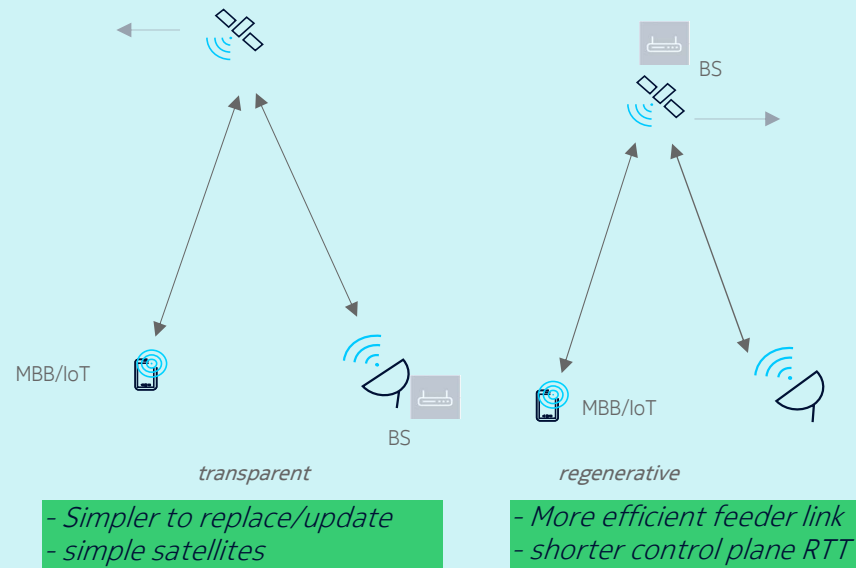 BS
MBB/IoT
BS
transparent
- Simpler to replace/update
- simple satellites
MBB/IoT
regenerative
- More efficient feeder link
- shorter control plane RTT